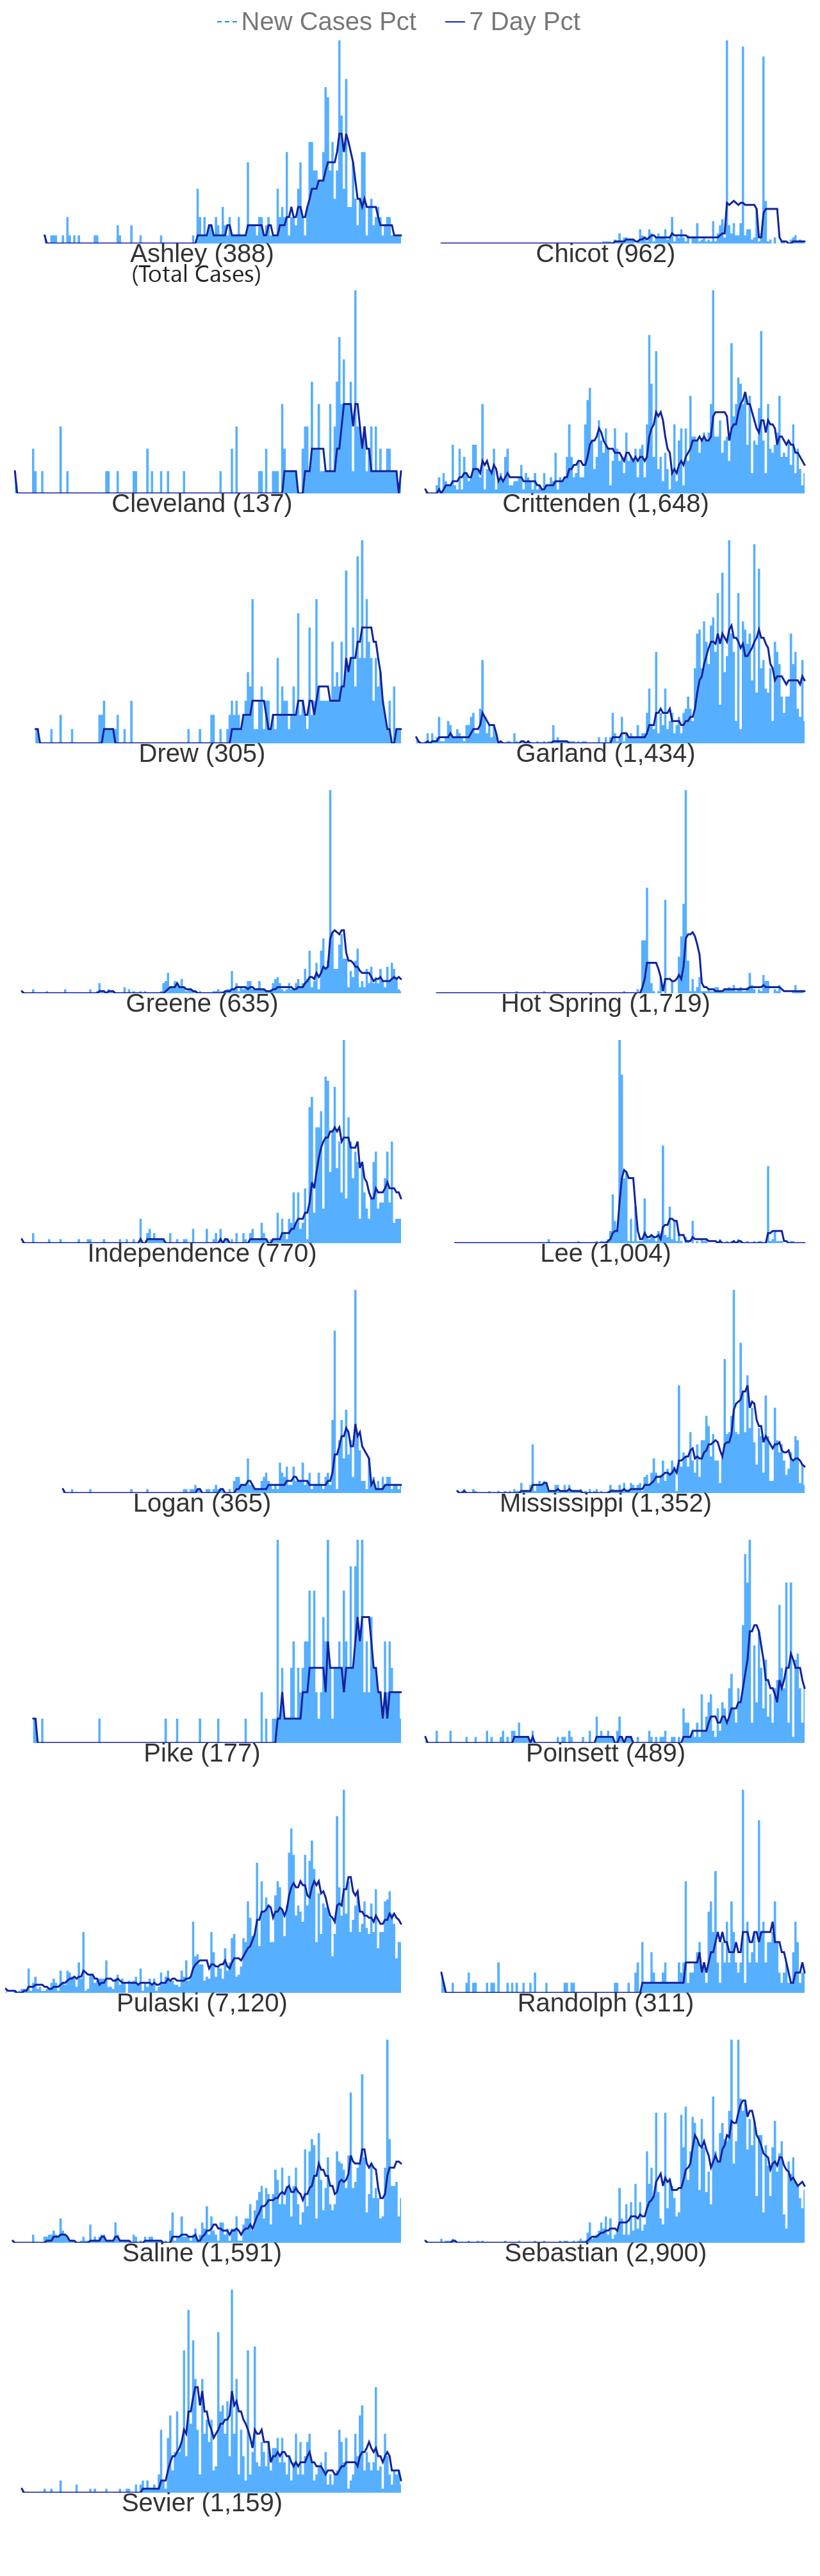 New Cases Pct 7 Day Pct
Ashley (388) Chicot (962)
(Total Cases)
Cleveland (137) Crittenden (1,648)
Drew (305) Garland (1,434)
Greene (635) Hot Spring (1,719)
Independence (770) Lee (1,004)
Logan (365) Mississippi (1,352)
Pike (177) Poinsett (489)
Pulaski (7,120) Randolph (311)
Saline (1,591) Sebastian (2,900)
Sevier (1,159)